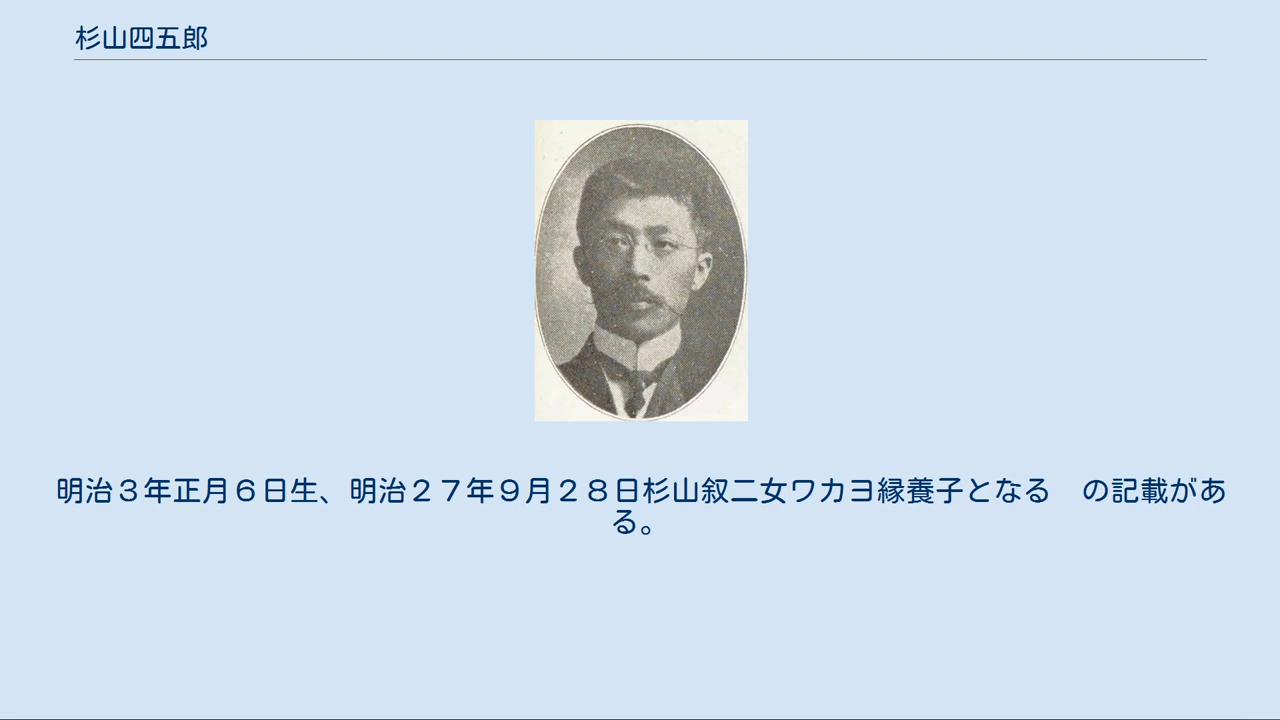 杉山四五郎
明治３年正月６日生、明治２７年９月２８日杉山叙二女ワカヨ縁養子となる　の記載があ
る。